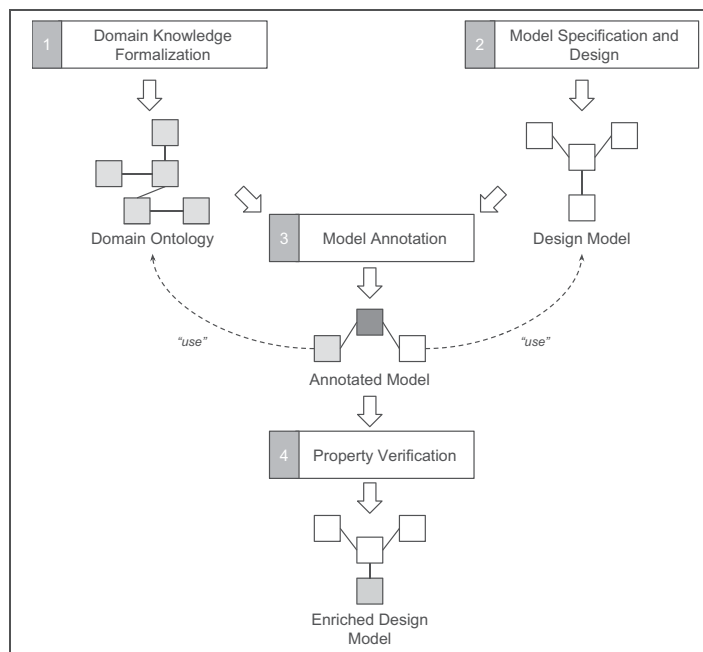 1
Domain Knowledge
Formalization
2
Model Specification and
Design
Domain Ontology
3
Model Annotation
Design Model
"use"
"use"
Annotated Model
4
Property Verification
Enriched Design
Model